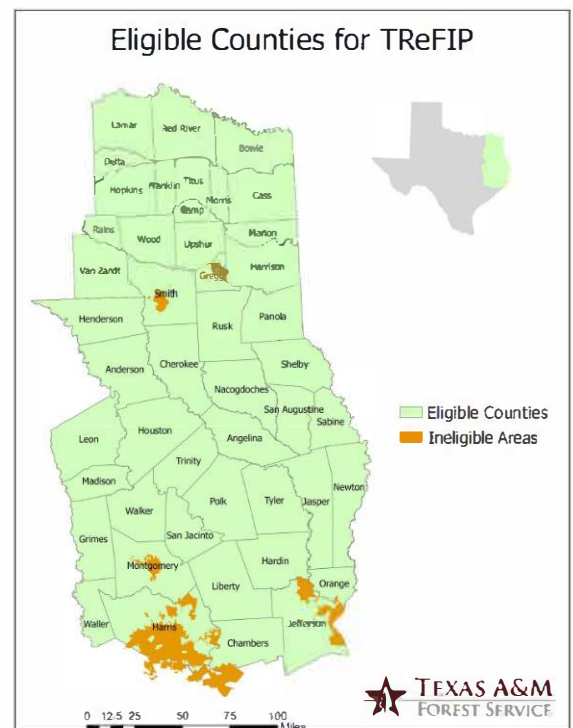 Eligible Counties for TReFIP
Lamar
Red River
Bowie
Delta
Hopkins
Franklin
Titus
Morris
Cass
Camp
Rains
Wood
Upshur
Marion
Van Zandt
Gregg
Harrison
Smith
Henderson
Rusk
Panola
Anderson
Cherokee
Shelby
Nacogdoches
San Augustine
Sabine
Leon
Houston
Angelina
Trinity
Madison
Polk
Tyler
Jasper
Newton
Walker
San Jacinto
Grimes
Montgomery
Hardin
Liberty
Orange
Waller
Harris
Jefferson
Chambers
Eligible Counties
Ineligible Areas
0 12.5 25 50 75 100
Miles
TEXAS A&M
FOREST SERVICE